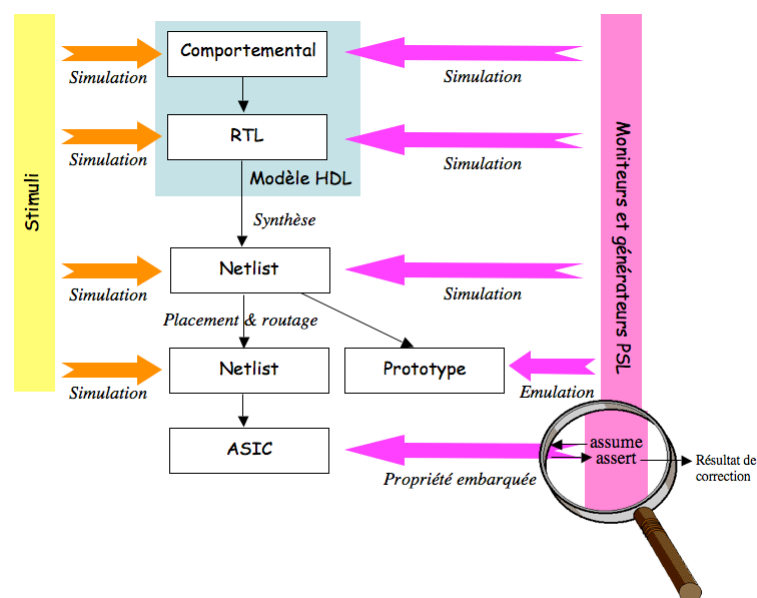 Stimuli
Comportemental
Simulation
Simulation
RTL
Simulation
Simulation
Modèle HDL
Synthèse
Netlist
Simulation
Simulation
Placement & routage
Netlist
Prototype
Simulation
Emulation
ASIC
Propriété embarquée
Moniteurs et générateurs PSL
assume
assert
Résultat de
correction